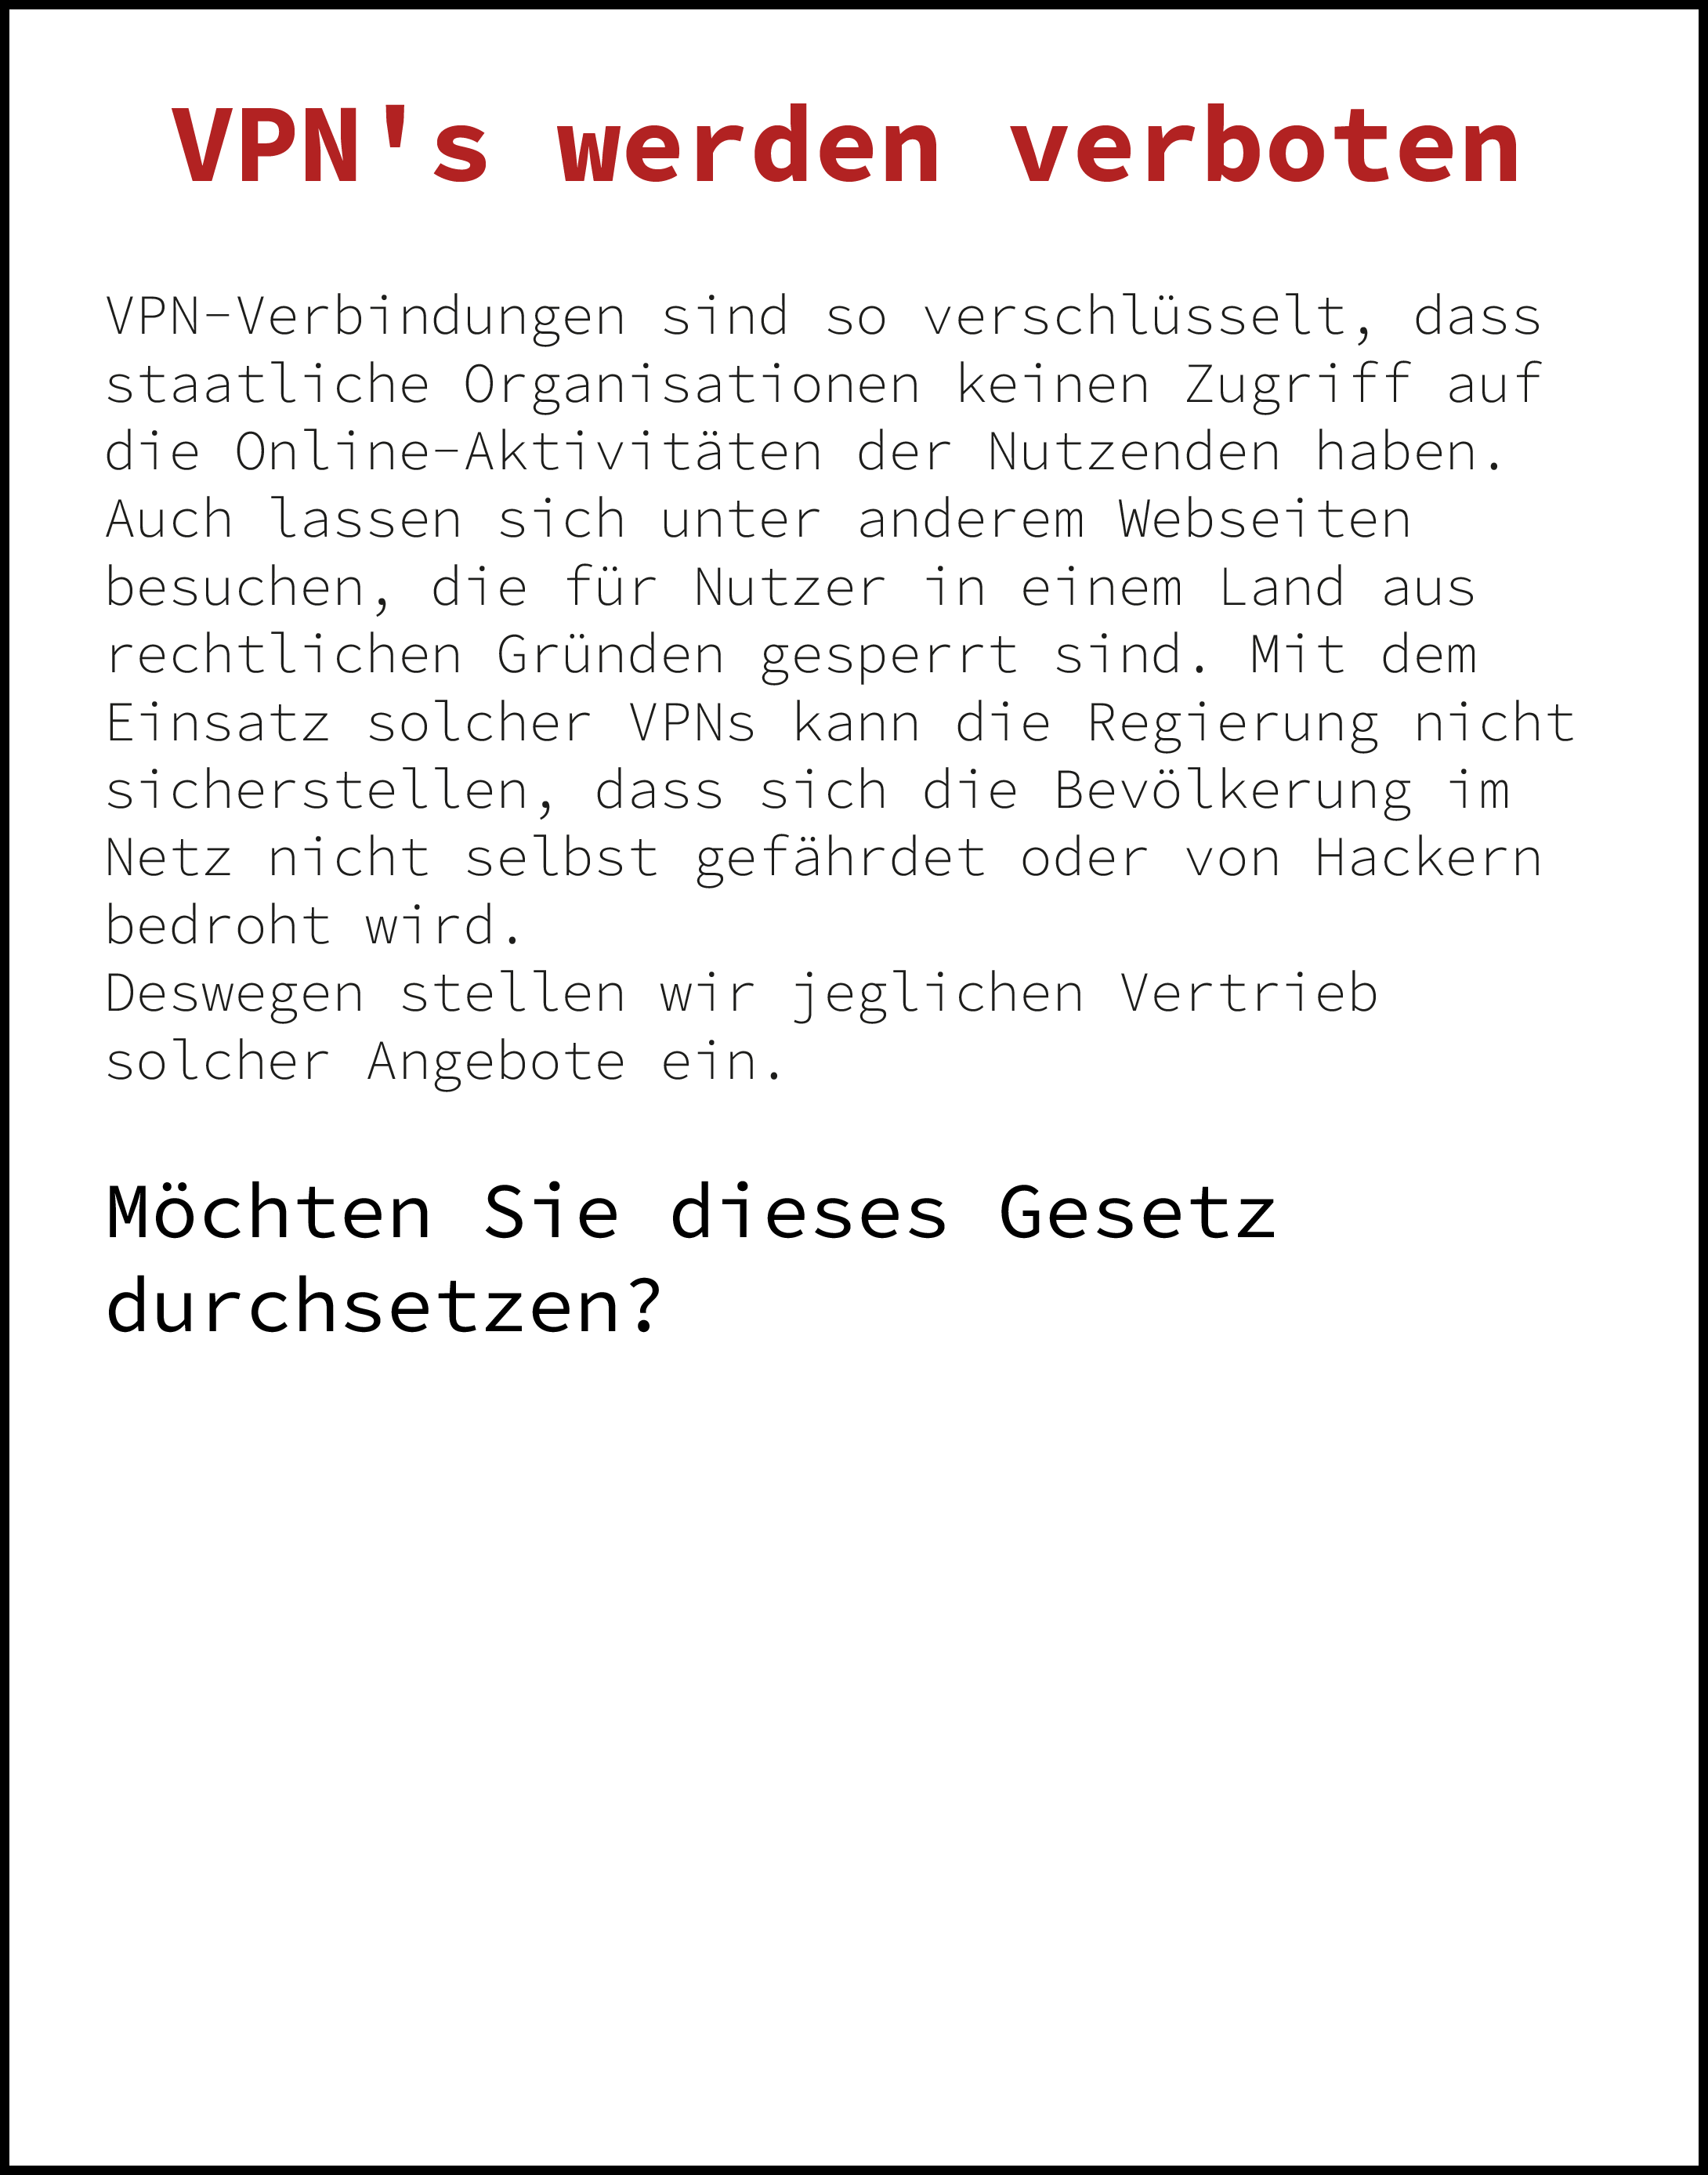 VPN's werden verboten
VPN-Verbindungen sind so verschlüsselt, dass
staatliche Organisationen keinen Zugriff auf
die Online-Aktivitäten der Nutzenden haben.
Auch lassen sich unter anderem Webseiten
besuchen, die für Nutzer in einem Land aus
rechtlichen Gründen gesperrt sind. Mit dem
Einsatz solcher VPNs kann die Regierung nicht
sicherstellen, dass sich die Bevölkerung im
Netz nicht selbst gefährdet oder von Hackern
bedroht wird.
Deswegen stellen wir jeglichen Vertrieb
solcher Angebote ein.
Möchten Sie dieses Gesetz
durchsetzen?